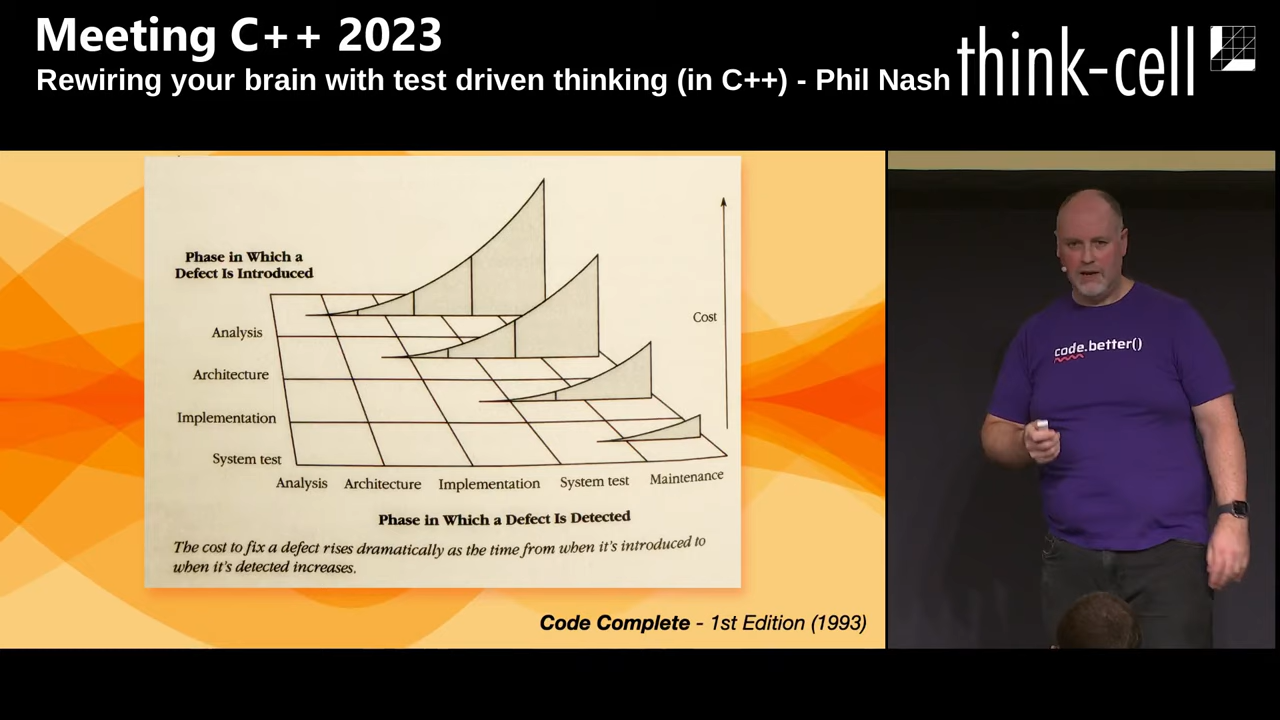 Meeting C++ 2023
Rewiring your brain with test driven thinking (in C++) - Phil Nash
think-cell
Phase in Which a
Defect Is Introduced
Cost
Analysis
Architecture
Implementation
System test
Analysis Architecture Implementation System test Maintenance
Phase in Which a Defect Is Detected
The cost to fix a defect rises dramatically as the time from when it's introduced to
when it's detected increases.
Code Complete - 1st Edition (1993)
code.better()